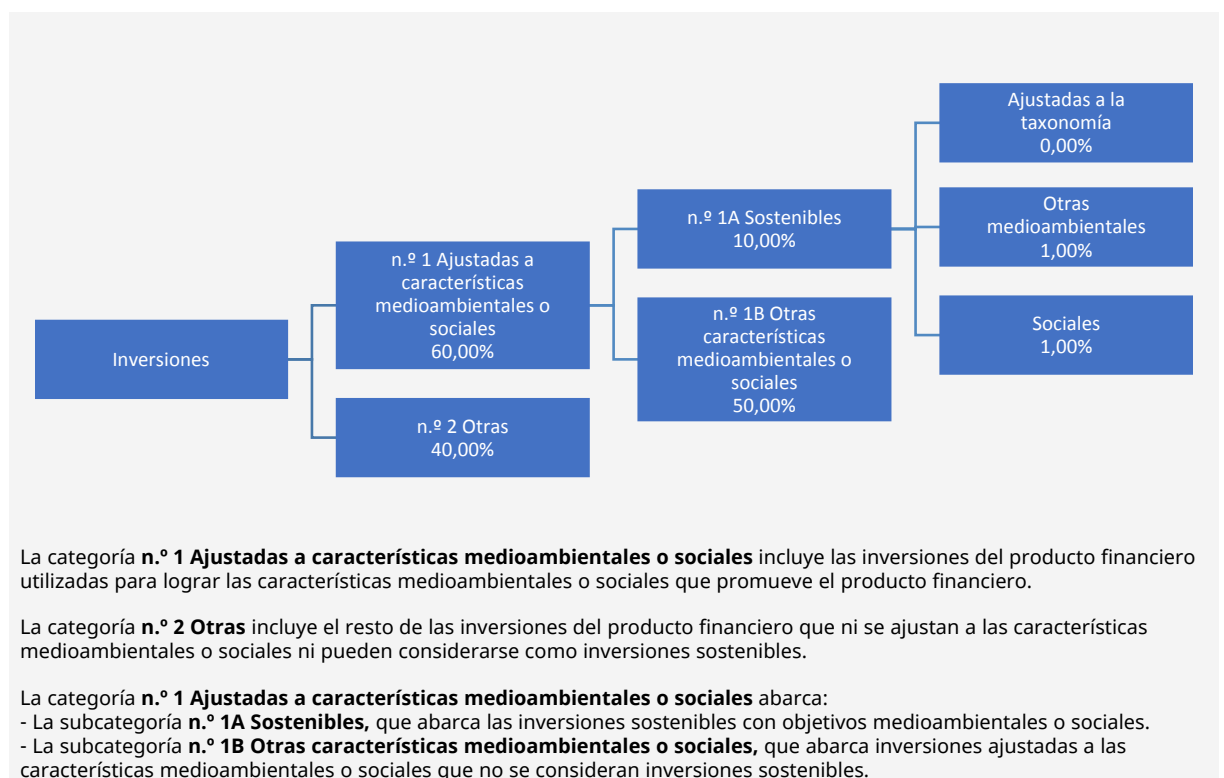 Inversiones
n.º 1 Ajustadas a
características
medioambientales o
sociales
60,00%
n.º 2 Otras
40,00%
n.º 1A Sostenibles
10,00%
n.º 1B Otras
características
medioambientales o
sociales
50,00%
Ajustadas a la
taxonomía
0,00%
Otras
medioambientales
1,00%
Sociales
1,00%
La categoría n.º 1 Ajustadas a características medioambientales o sociales incluye las inversiones del producto financiero
utilizadas para lograr las características medioambientales o sociales que promueve el producto financiero.
La categoría n.º 2 Otras incluye el resto de las inversiones del producto financiero que ni se ajustan a las características
medioambientales o sociales ni pueden considerarse como inversiones sostenibles.
La categoría n.º 1 Ajustadas a características medioambientales o sociales abarca:
- La subcategoría n.º 1A Sostenibles, que abarca las inversiones sostenibles con objetivos medioambientales o sociales.
- La subcategoría n.º 1B Otras características medioambientales o sociales, que abarca inversiones ajustadas a las
características medioambientales o sociales que no se consideran inversiones sostenibles.